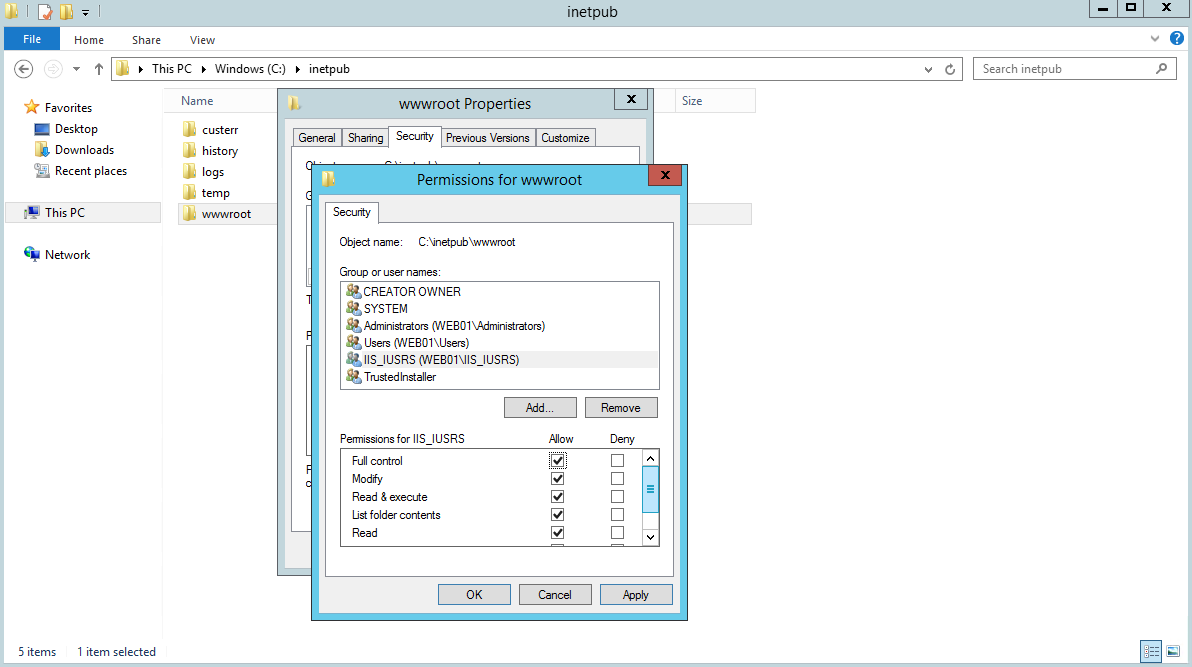 inetpub
File Home Share View
This PC Windows (C:) inetpub
Search inetpub
Favorites
Desktop
Downloads
Recent places
This PC
Network
Name Size
custerr
history
logs
temp
wwwroot
wwwroot Properties
General Sharing Security Previous Versions Customize
Permissions for wwwroot
Security
Object name: C:\inetpub\wwwroot
Group or user names:
CREATOR OWNER
SYSTEM
Administrators (WEB01\Administrators)
Users (WEB01\Users)
IIS_IUSRS (WEB01\IIS_IUSRS)
TrustedInstaller
Add... Remove
Permissions for IIS_IUSRS Allow Deny
Full control
Modify
Read & execute
List folder contents
Read
OK Cancel Apply
5 items 1 item selected